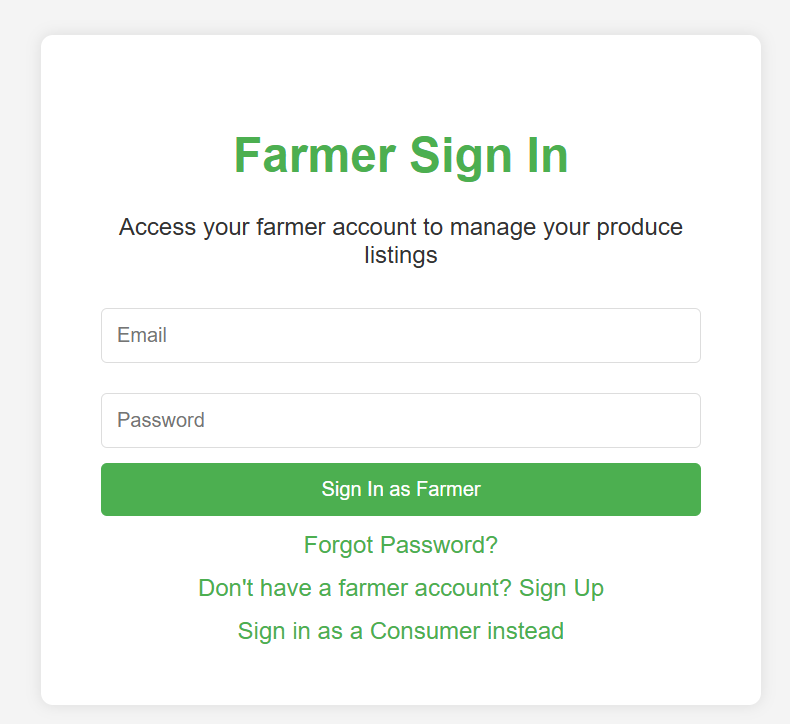 Farmer Sign In
Access your farmer account to manage your produce
listings
Email
Password
Sign In as Farmer
Forgot Password?
Don't have a farmer account? Sign Up
Sign in as a Consumer instead